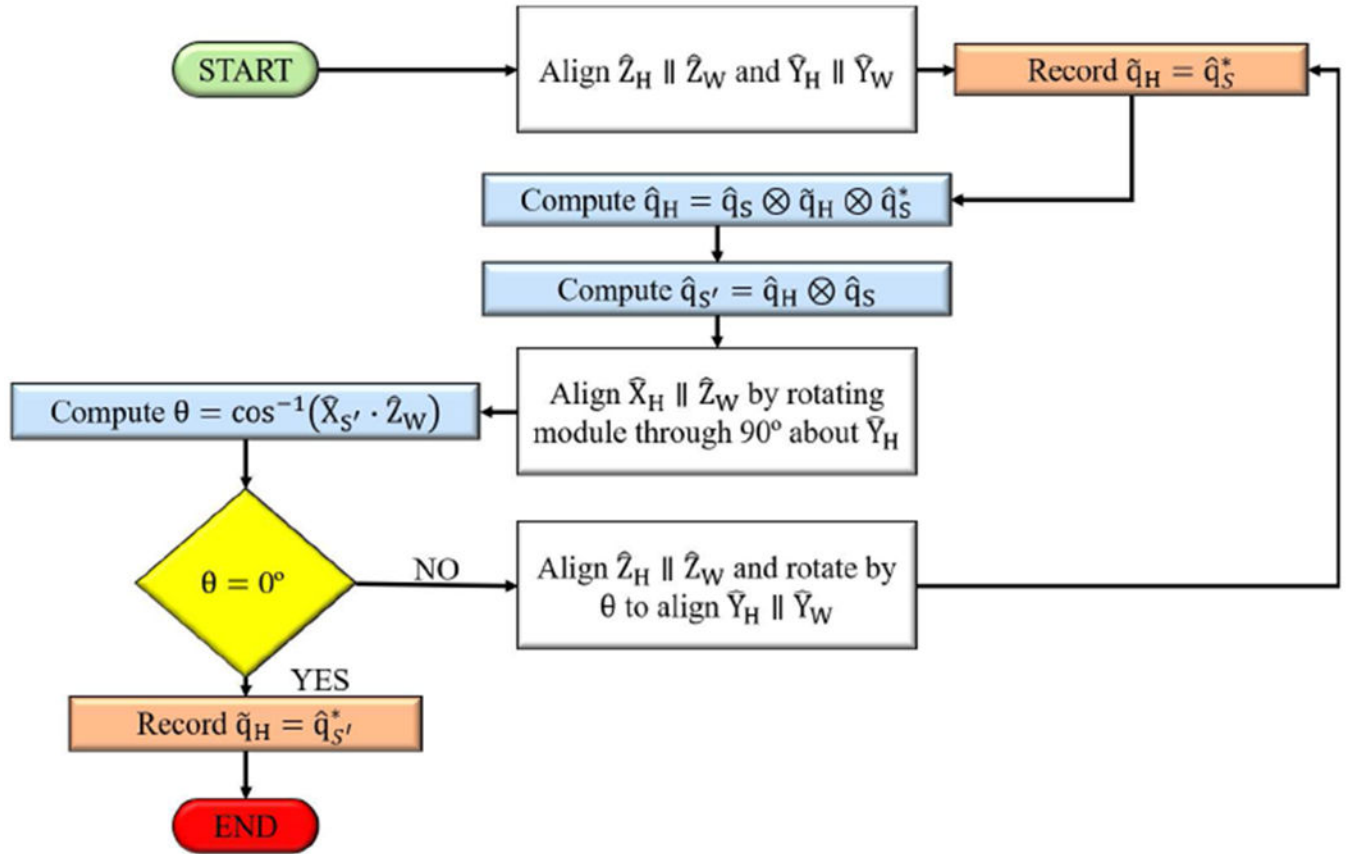 START
Align Ẑ_H ∥ Ẑ_W and Ŷ_H ∥ Ŷ_W
Record q̃_H = q̂*_S
Compute q̂_H = q̂_S ⊗ q̃_H ⊗ q̂*_S
Compute q̂_S′ = q̂_H ⊗ q̂_S
Align X̂_H ∥ Ẑ_W by rotating
module through 90º about Ŷ_H
Compute θ = cos⁻¹(X̂_S′ · Ẑ_W)
θ = 0º
NO
Align Ẑ_H ∥ Ẑ_W and rotate by
θ to align Ŷ_H ∥ Ŷ_W
YES
Record q̃_H = q̂*_S′
END